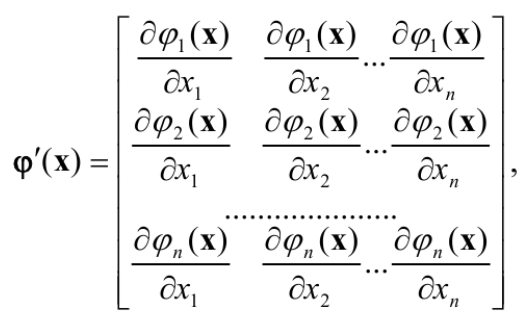 ∂φ₁(𝐱) ∂φ₁(𝐱) ∂φ₁(𝐱)
∂x₁ ∂x₂ ... ∂xₙ
∂φ₂(𝐱) ∂φ₂(𝐱) ∂φ₂(𝐱)
𝛗′(𝐱) = ∂x₁ ∂x₂ ... ∂xₙ ,
.....................
∂φₙ(𝐱) ∂φₙ(𝐱) ∂φₙ(𝐱)
∂x₁ ∂x₂ ... ∂xₙ